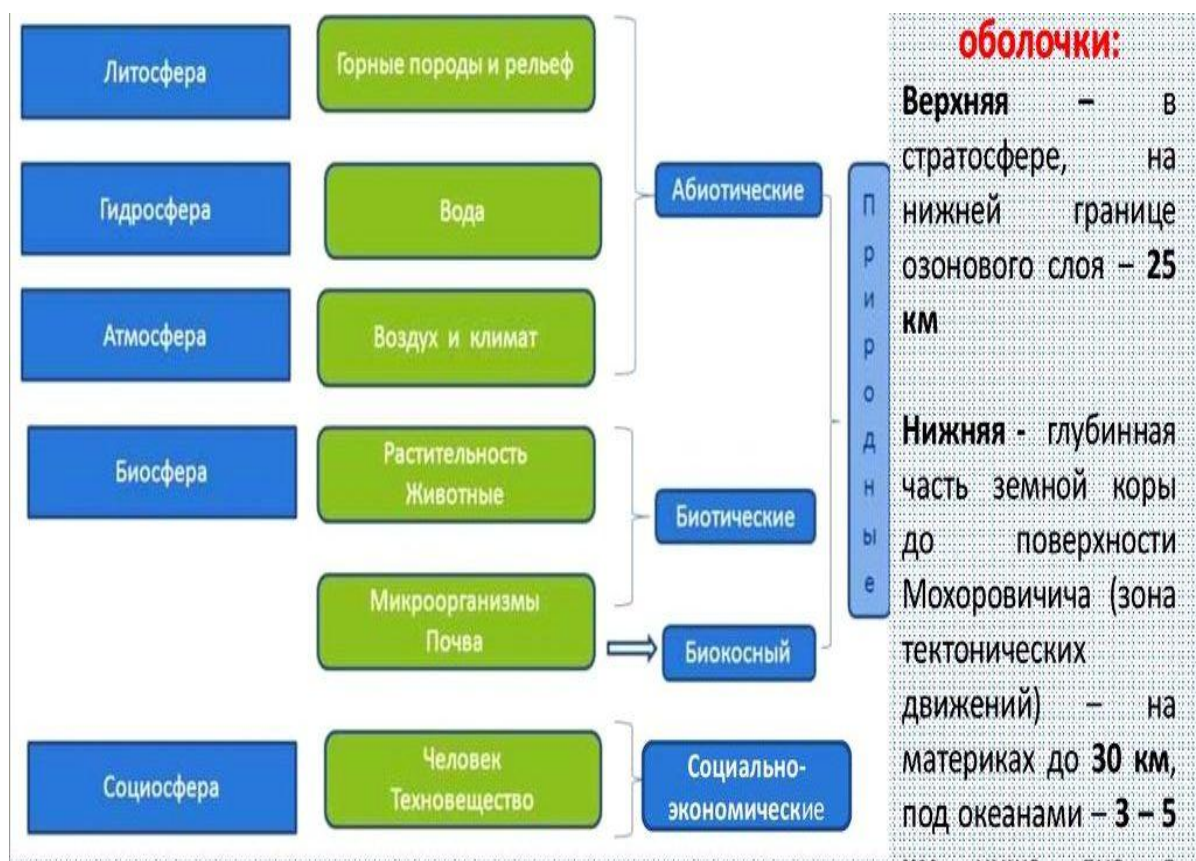 Литосфера
Горные породы и рельеф
Гидросфера
Вода
Атмосфера
Воздух и климат
Абиотические
Биосфера
Растительность
Животные
Биотические
Микроорганизмы
Почва
Биокосный
Природные
Социосфера
Человек
Техновещество
Социально-
экономические
оболочки:
Верхняя – в
стратосфере, на
нижней границе
озонового слоя – 25
км
Нижняя - глубинная
часть земной коры
до поверхности
Мохоровичича (зона
тектонических
движений) – на
материках до 30 км,
под океанами – 3 – 5